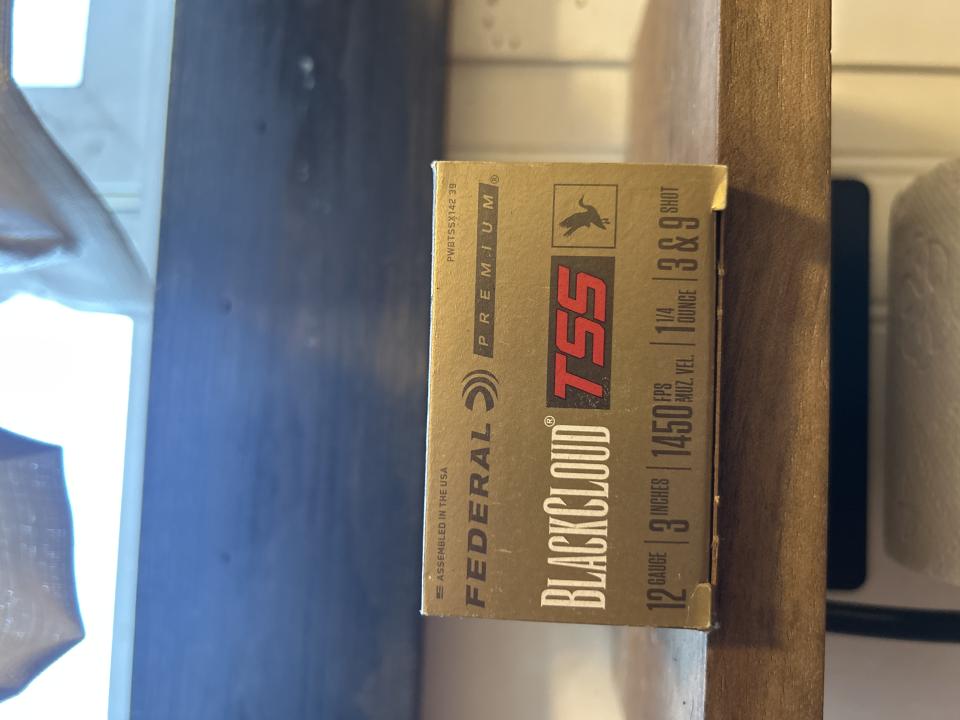 ASSEMBLED IN THE USA
PWBTSSX142 39
FEDERAL PREMIUM®
BLACKCLOUD® TSS
12 GAUGE | 3 INCHES | 1450 FPS MUZ. VEL. | 1 1/4 OUNCE | 3 & 9 SHOT